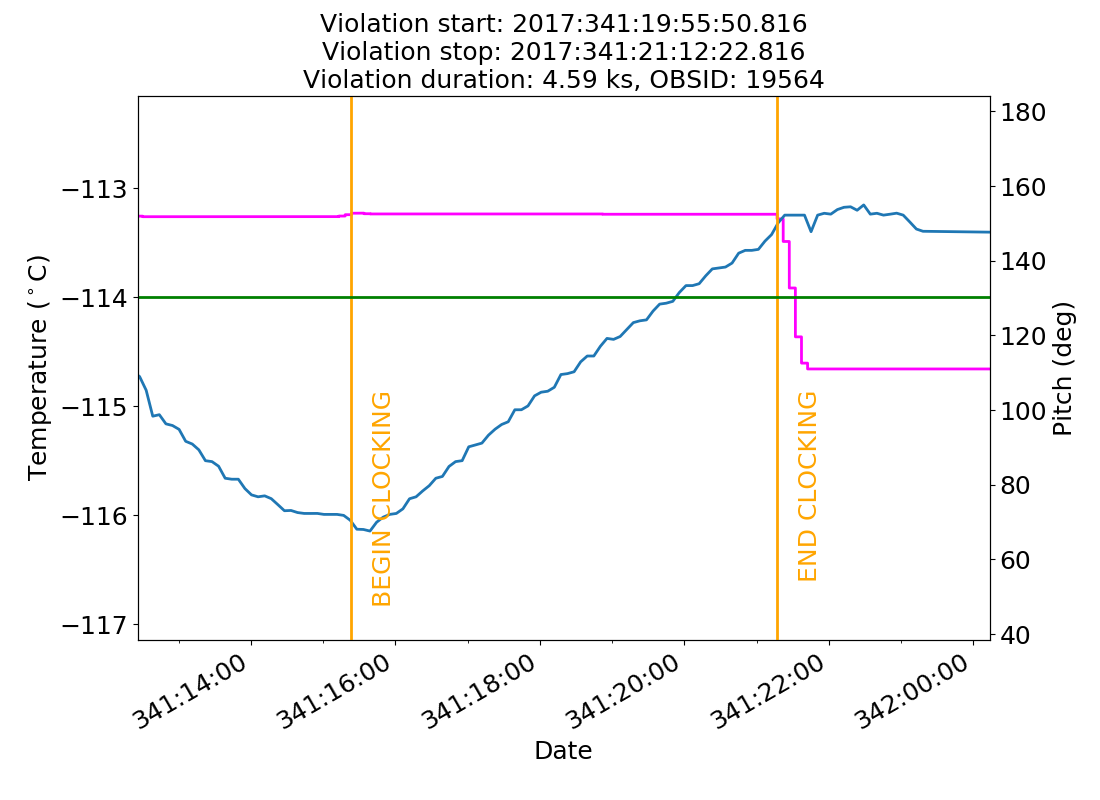 Violation start: 2017:341:19:55:50.816
Violation stop: 2017:341:21:12:22.816
Violation duration: 4.59 ks, OBSID: 19564
−113
−114
−115
−116
−117
Temperature (°C)
180
160
140
120
100
80
60
40
Pitch (deg)
BEGIN CLOCKING
END CLOCKING
341:14:00
341:16:00
341:18:00
341:20:00
341:22:00
342:00:00
Date